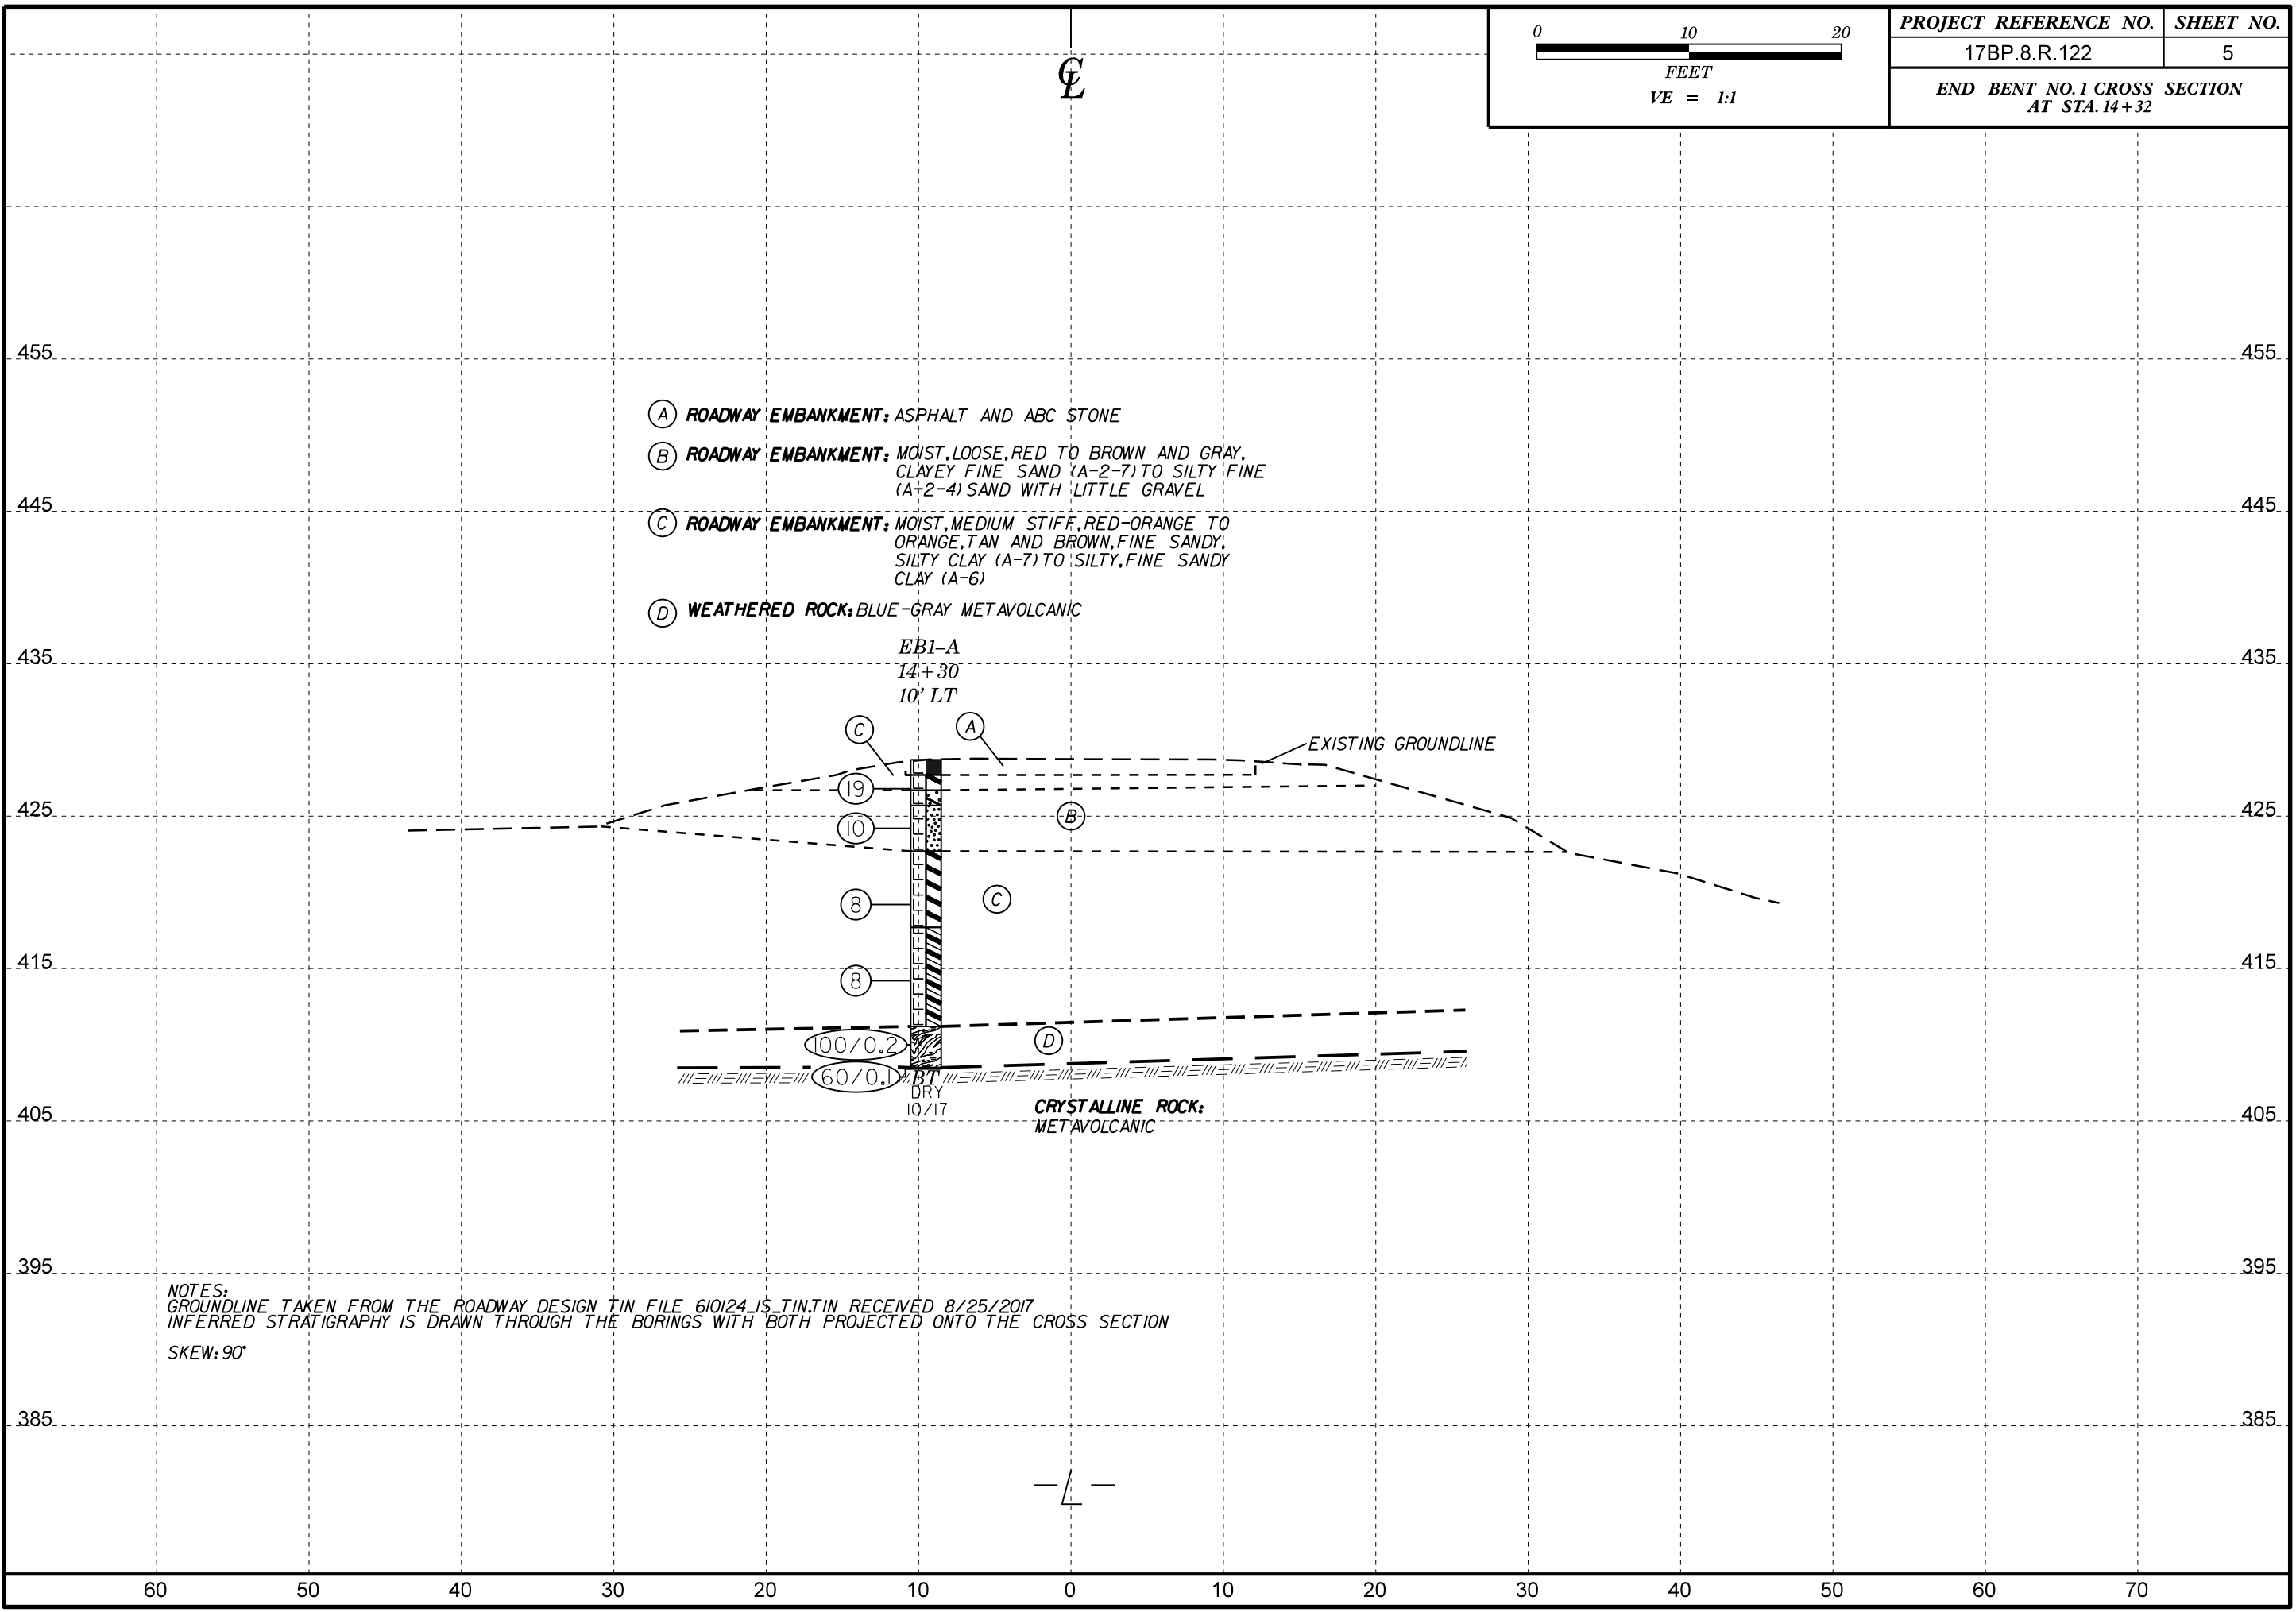 0 10 20
FEET
VE = 1:1
PROJECT REFERENCE NO. SHEET NO.
17BP.8.R.122 5
END BENT NO. 1 CROSS SECTION
AT STA. 14+32
℄
455 455
A ROADWAY EMBANKMENT: ASPHALT AND ABC STONE
B ROADWAY EMBANKMENT: MOIST, LOOSE, RED TO BROWN AND GRAY,
CLAYEY FINE SAND (A-2-7) TO SILTY FINE
(A-2-4) SAND WITH LITTLE GRAVEL
445 445
C ROADWAY EMBANKMENT: MOIST, MEDIUM STIFF, RED-ORANGE TO
ORANGE, TAN AND BROWN, FINE SANDY,
SILTY CLAY (A-7) TO SILTY, FINE SANDY
CLAY (A-6)
D WEATHERED ROCK: BLUE-GRAY METAVOLCANIC
435 435
EB1-A
14+30
10' LT
C A
EXISTING GROUNDLINE
19
425 425
B
10
8 C
415 415
8
D
100/0.2
60/0.1 BT
DRY
10/17
CRYSTALLINE ROCK:
METAVOLCANIC
405 405
395 395
NOTES:
GROUNDLINE TAKEN FROM THE ROADWAY DESIGN TIN FILE 610124_LS_TIN.TIN RECEIVED 8/25/2017
INFERRED STRATIGRAPHY IS DRAWN THROUGH THE BORINGS WITH BOTH PROJECTED ONTO THE CROSS SECTION
SKEW: 90°
385 385
-L-
60 50 40 30 20 10 0 10 20 30 40 50 60 70